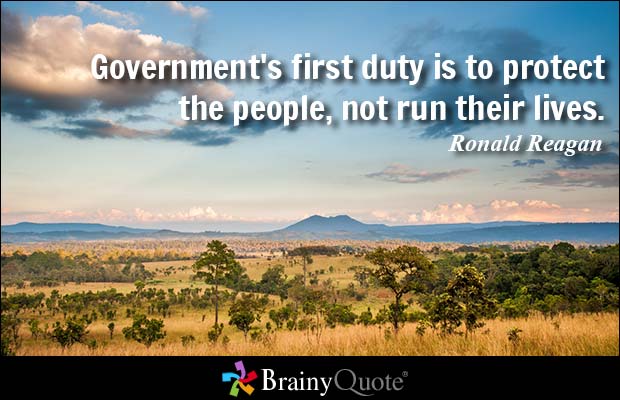 Government's first duty is to protect
the people, not run their lives.
Ronald Reagan
BrainyQuote®